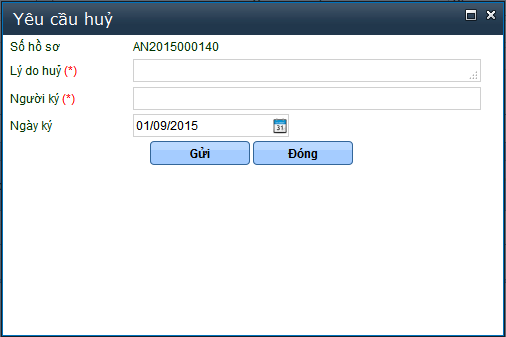 Yêu cầu huỷ
Số hồ sơ AN2015000140
Lý do huỷ (*)
Người ký (*)
Ngày ký 01/09/2015 31
Gửi Đóng